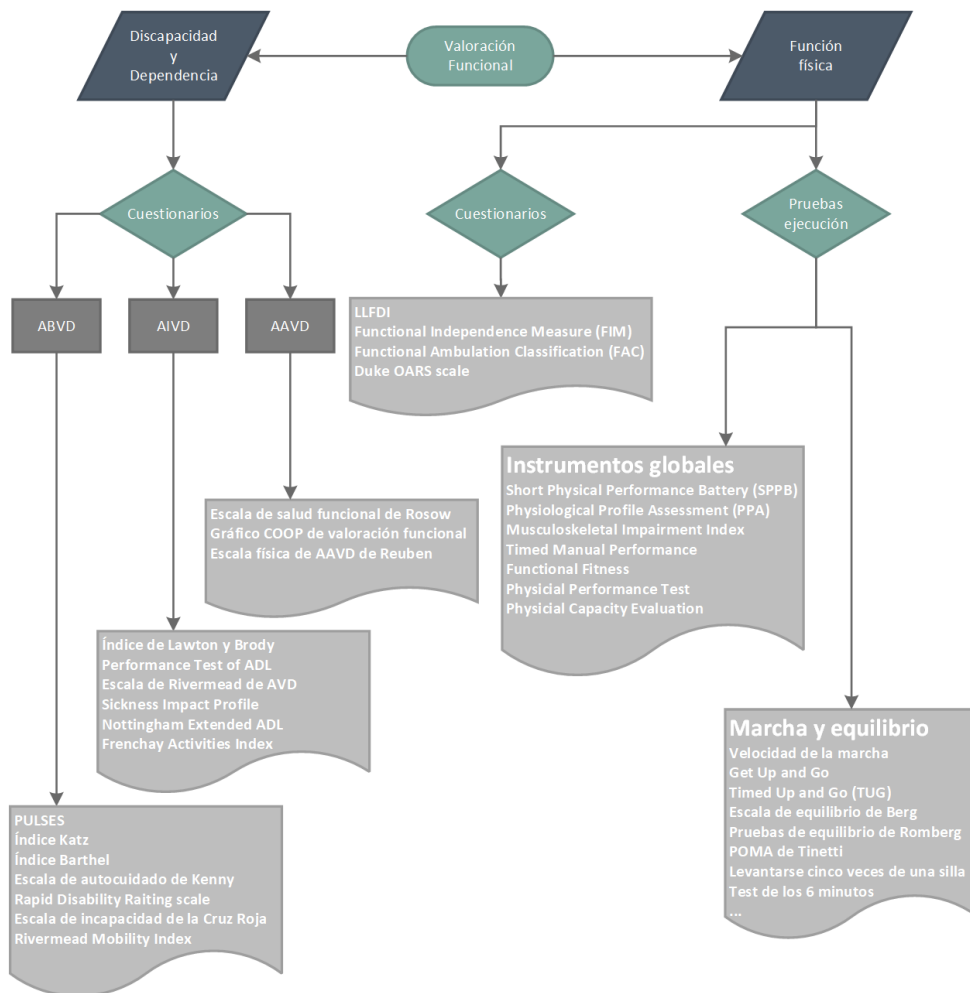 Discapacidad
y
Dependencia
Valoración
Funcional
Función
física
Cuestionarios
Cuestionarios
Pruebas
ejecución
ABVD
AIVD
AAVD
LLFDI
Functional Independence Measure (FIM)
Functional Ambulation Classification (FAC)
Duke OARS scale
Instrumentos globales
Short Physical Performance Battery (SPPB)
Physiological Profile Assessment (PPA)
Musculoskeletal Impairment Index
Timed Manual Performance
Functional Fitness
Physicial Performance Test
Physicial Capacity Evaluation
Escala de salud funcional de Rosow
Gráfico COOP de valoración funcional
Escala física de AAVD de Reuben
Índice de Lawton y Brody
Performance Test of ADL
Escala de Rivermead de AVD
Sickness Impact Profile
Nottingham Extended ADL
Frenchay Activities Index
Marcha y equilibrio
Velocidad de la marcha
Get Up and Go
Timed Up and Go (TUG)
Escala de equilibrio de Berg
Pruebas de equilibrio de Romberg
POMA de Tinetti
Levantarse cinco veces de una silla
Test de los 6 minutos
...
PULSES
Índice Katz
Índice Barthel
Escala de autocuidado de Kenny
Rapid Disability Raiting scale
Escala de incapacidad de la Cruz Roja
Rivermead Mobility Index